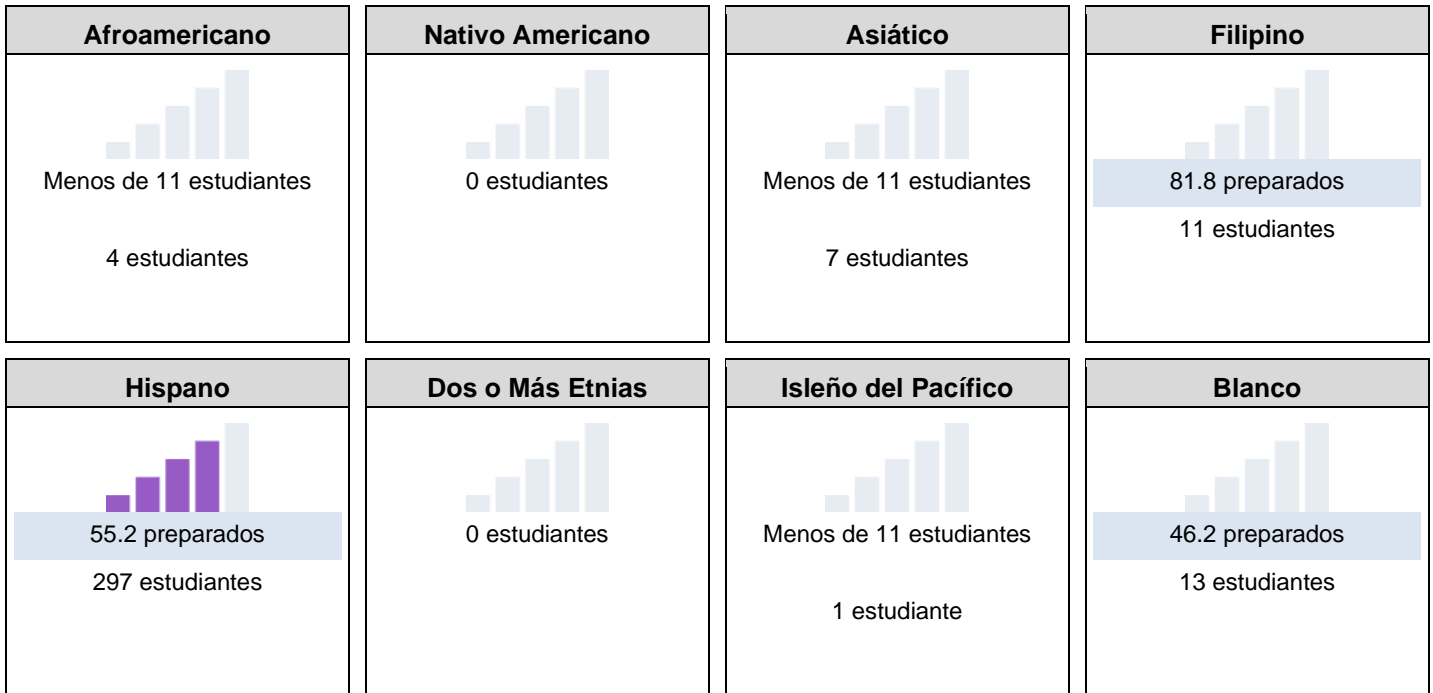 Afroamericano
Menos de 11 estudiantes
4 estudiantes
Nativo Americano
0 estudiantes
Asiático
Menos de 11 estudiantes
7 estudiantes
Filipino
81.8 preparados
11 estudiantes
Hispano
55.2 preparados
297 estudiantes
Dos o Más Etnias
0 estudiantes
Isleño del Pacífico
Menos de 11 estudiantes
1 estudiante
Blanco
46.2 preparados
13 estudiantes